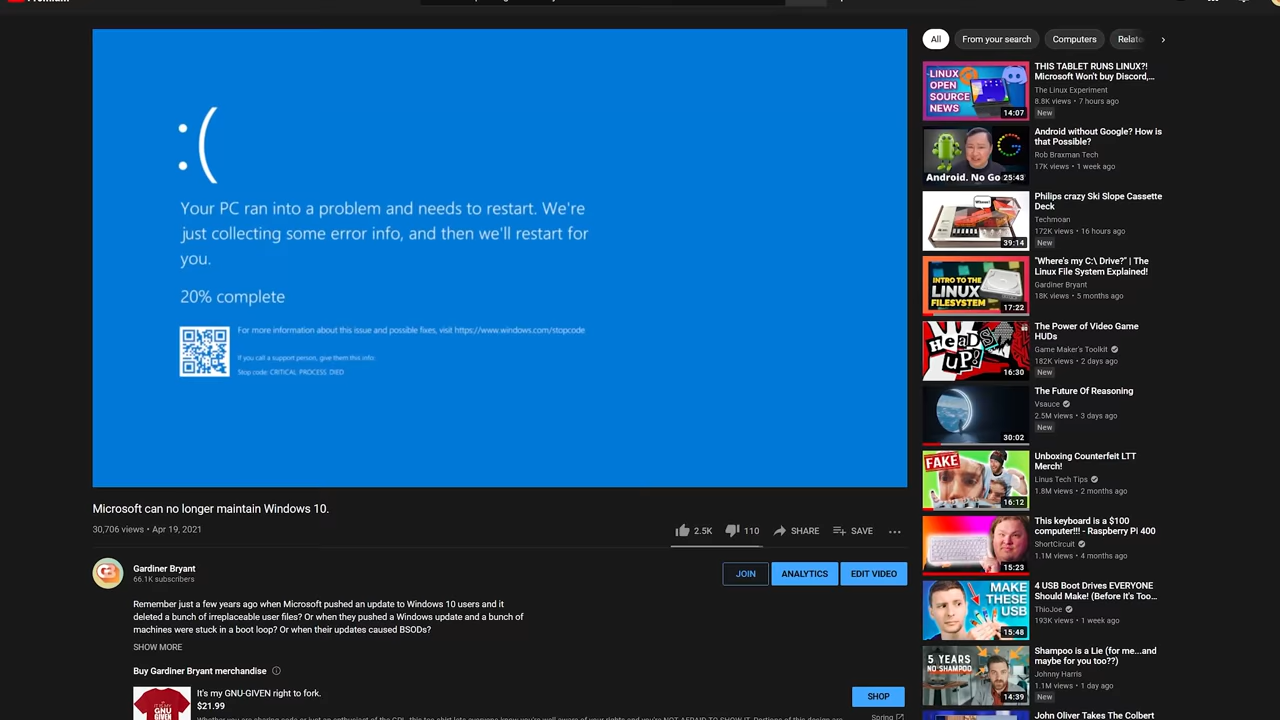 All
From your search
Computers
Relate
:(
Your PC ran into a problem and needs to restart. We're
just collecting some error info, and then we'll restart for
you.
20% complete
For more information about this issue and possible fixes, visit https://www.windows.com/stopcode
If you call a support person, give them this info:
Stop code: CRITICAL PROCESS DIED
Microsoft can no longer maintain Windows 10.
30,706 views • Apr 19, 2021
2.5K
110
SHARE
SAVE
Gardiner Bryant
66.1K subscribers
JOIN
ANALYTICS
EDIT VIDEO
Remember just a few years ago when Microsoft pushed an update to Windows 10 users and it
deleted a bunch of irreplaceable user files? Or when they pushed a Windows update and a bunch of
machines were stuck in a boot loop? Or when their updates caused BSODs?
SHOW MORE
Buy Gardiner Bryant merchandise
It's my GNU-GIVEN right to fork.
$21.99
SHOP
Spring
LINUX
OPEN
SOURCE
NEWS
14:07
THIS TABLET RUNS LINUX?!
Microsoft Won't buy Discord,...
The Linux Experiment
8.8K views • 7 hours ago
New
Android. No Go
25:43
Android without Google? How is
that Possible?
Rob Braxman Tech
17K views • 1 week ago
39:14
Philips crazy Ski Slope Cassette
Deck
Techmoan
172K views • 16 hours ago
New
INTRO TO THE
LINUX
FILESYSTEM
17:22
"Where's my C:\ Drive?" | The
Linux File System Explained!
Gardiner Bryant
18K views • 5 months ago
HEADS
UP!
16:30
The Power of Video Game
HUDs
Game Maker's Toolkit
182K views • 2 days ago
New
30:02
The Future Of Reasoning
Vsauce
2.5M views • 3 days ago
New
FAKE
16:12
Unboxing Counterfeit LTT
Merch!
Linus Tech Tips
1.8M views • 2 months ago
15:23
This keyboard is a $100
computer!!! - Raspberry Pi 400
ShortCircuit
1.1M views • 4 months ago
MAKE
THESE
USB
15:48
4 USB Boot Drives EVERYONE
Should Make! (Before It's Too...
ThioJoe
193K views • 1 week ago
5 YEARS
NO SHAMPOO
14:39
Shampoo is a Lie (for me...and
maybe for you too??)
Johnny Harris
1.1M views • 1 day ago
New
John Oliver Takes The Colbert